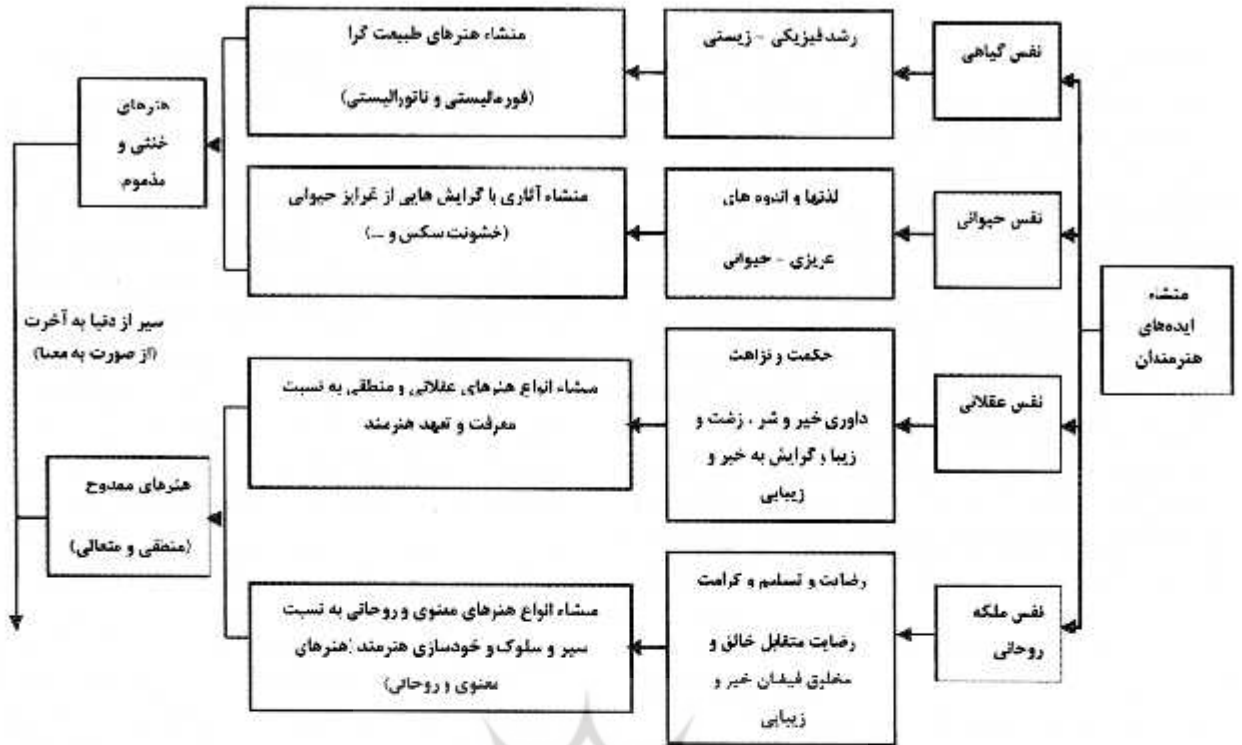 منشاء
ایده‌های
هنرمندان
نفس گیاهی
رشد فیزیکی - زیستی
منشاء هنرهای طبیعت گرا
(فورمالیستی و ناتورالیستی)
نفس حیوانی
لذتها و اندوه های
عریزی - حیوانی
منشاء آثاری با گرایش هایی از غرایز حیوانی
(خشونت سکس و ...)
هنرهای
خنثی و
مذموم
نفس عقلانی
حکمت و نزاهت
داوری خیر و شر ، زشت و
زیبا و گرایش به خیر و
زیبایی
منشاء انواع هنرهای عقلانی و منطقی به نسبت
معرفت و تعهد هنرمند
نفس ملکه
روحانی
رضایت و تسلیم و کرامت
رضایت متقابل خالق و
مخلوق فیضان خیر و
زیبایی
منشاء انواع هنرهای معنوی و روحانی به نسبت
سیر و سلوک و خودسازی هنرمند (هنرهای
معنوی و روحانی)
هنرهای ممدوح
(منطقی و متعالی)
سیر از دنیا به آخرت
(از صورت به معنا)